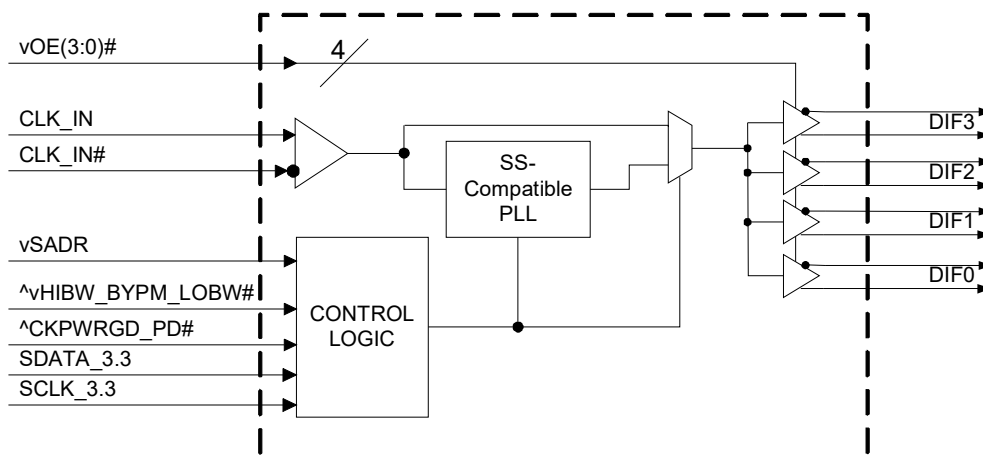 vOE(3:0)#
4
CLK_IN
CLK_IN#
DIF3
SS-
Compatible
PLL
DIF2
DIF1
vSADR
DIF0
^vHIBW_BYPM_LOBW#
CONTROL
LOGIC
^CKPWRGD_PD#
SDATA_3.3
SCLK_3.3